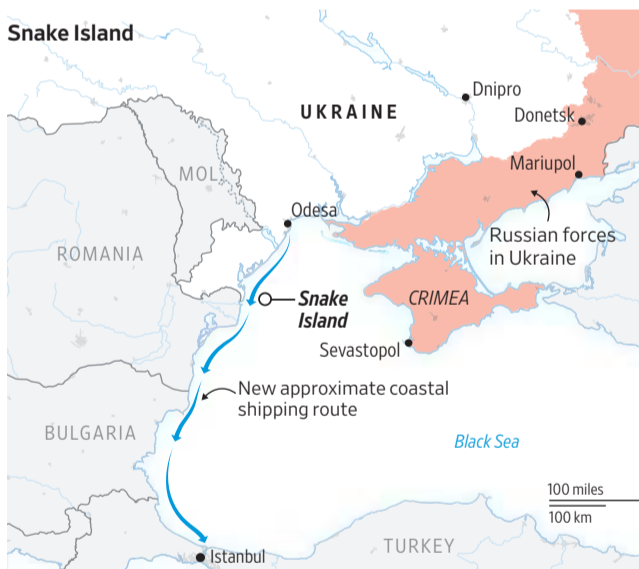 Snake Island
Dnipro
UKRAINE
Donetsk
MOL.
Mariupol
Odesa
ROMANIA
Russian forces
in Ukraine
Snake
Island
CRIMEA
Sevastopol
New approximate coastal
shipping route
BULGARIA
Black Sea
100 miles
100 km
TURKEY
Istanbul